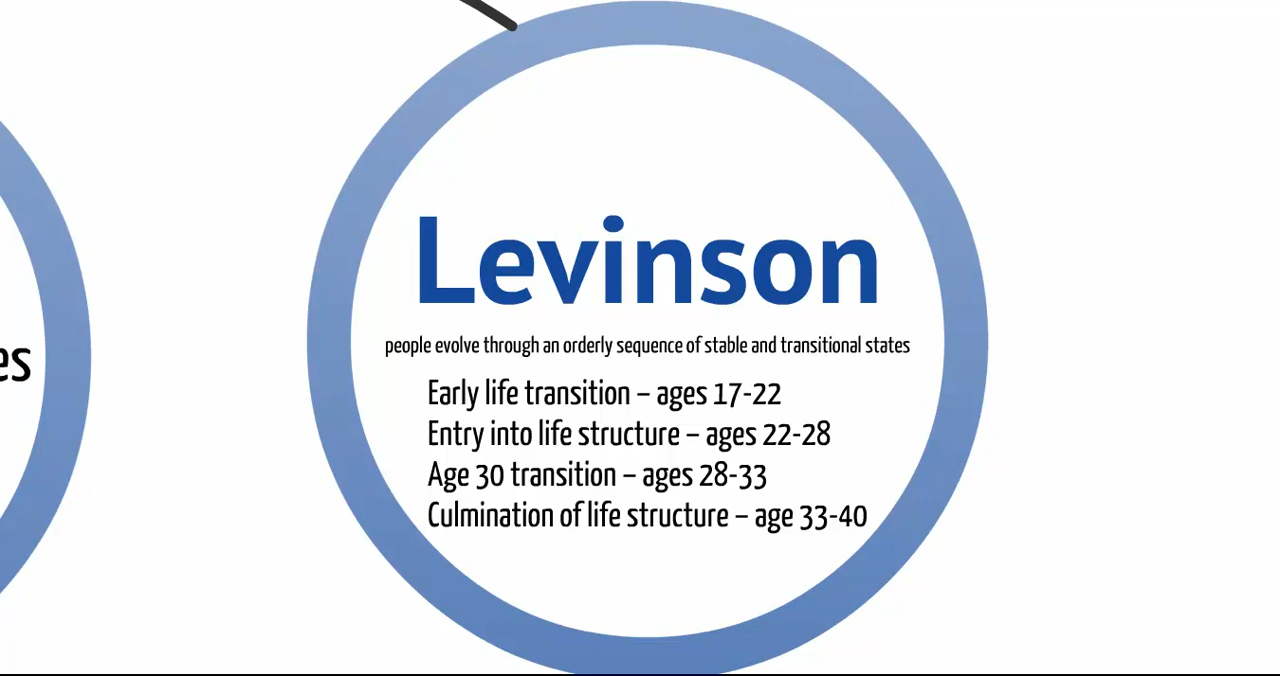 es
Levinson
people evolve through an orderly sequence of stable and transitional states
Early life transition – ages 17-22
Entry into life structure – ages 22-28
Age 30 transition – ages 28-33
Culmination of life structure – age 33-40